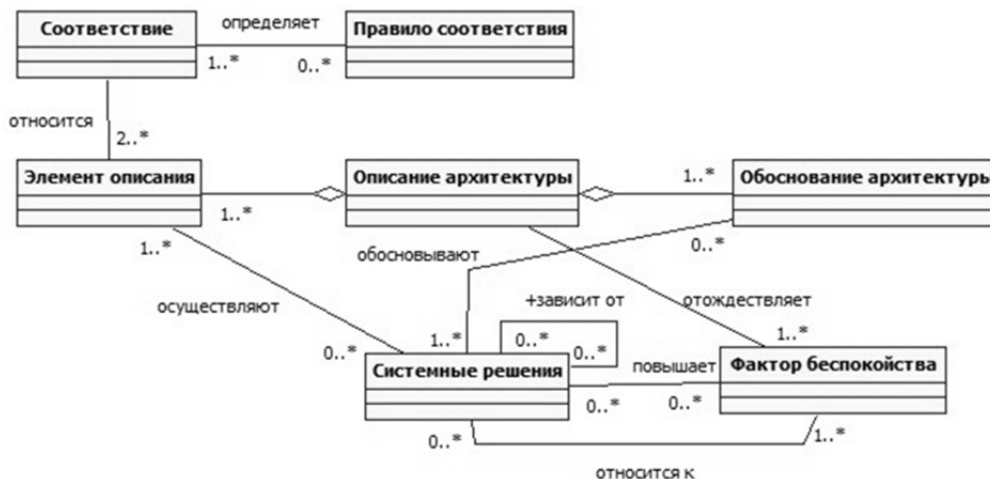 Соответствие
определяет
Правило соответствия
1..*
0..*
относится
2..*
Элемент описания
Описание архитектуры
1..*
Обоснование архитектуры
1..*
1..*
обосновывают
0..*
осуществляют
+зависит от
отождествляет
0..*
1..*
0..*
0..*
1..*
Системные решения
повышает
Фактор беспокойства
0..*
0..*
0..*
1..*
относится к